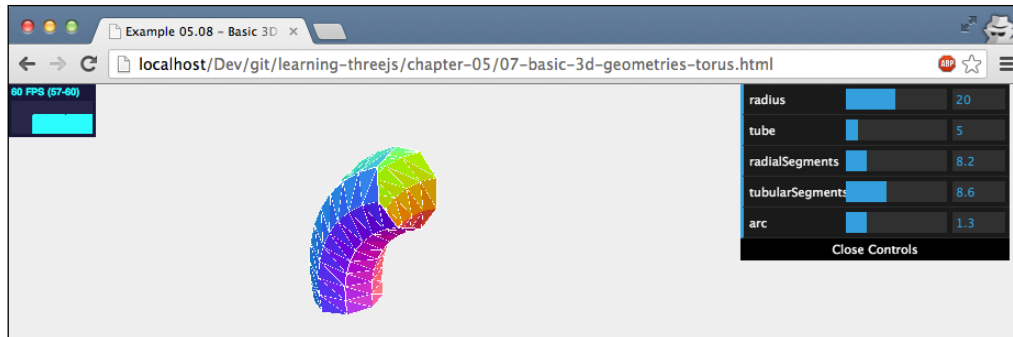 Example 05.08 - Basic 3D
localhost/Dev/git/learning-threejs/chapter-05/07-basic-3d-geometries-torus.html
ABP
60 FPS (57-60)
radius 20
tube 5
radialSegments 8.2
tubularSegments 8.6
arc 1.3
Close Controls